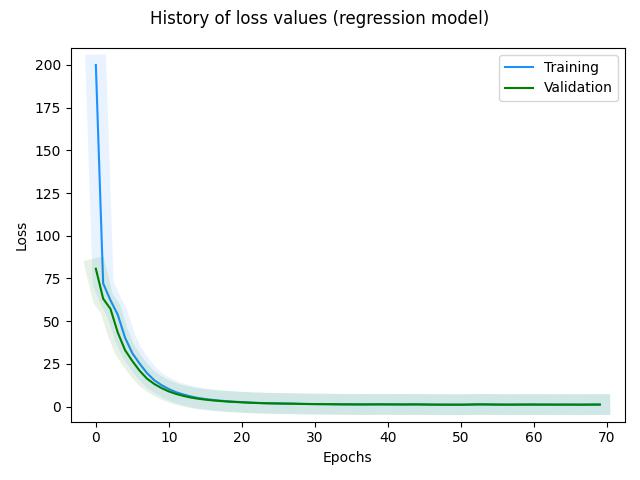 History of loss values (regression model)
Training
Validation
Loss
200
175
150
125
100
75
50
25
0
0 10 20 30 40 50 60 70
Epochs